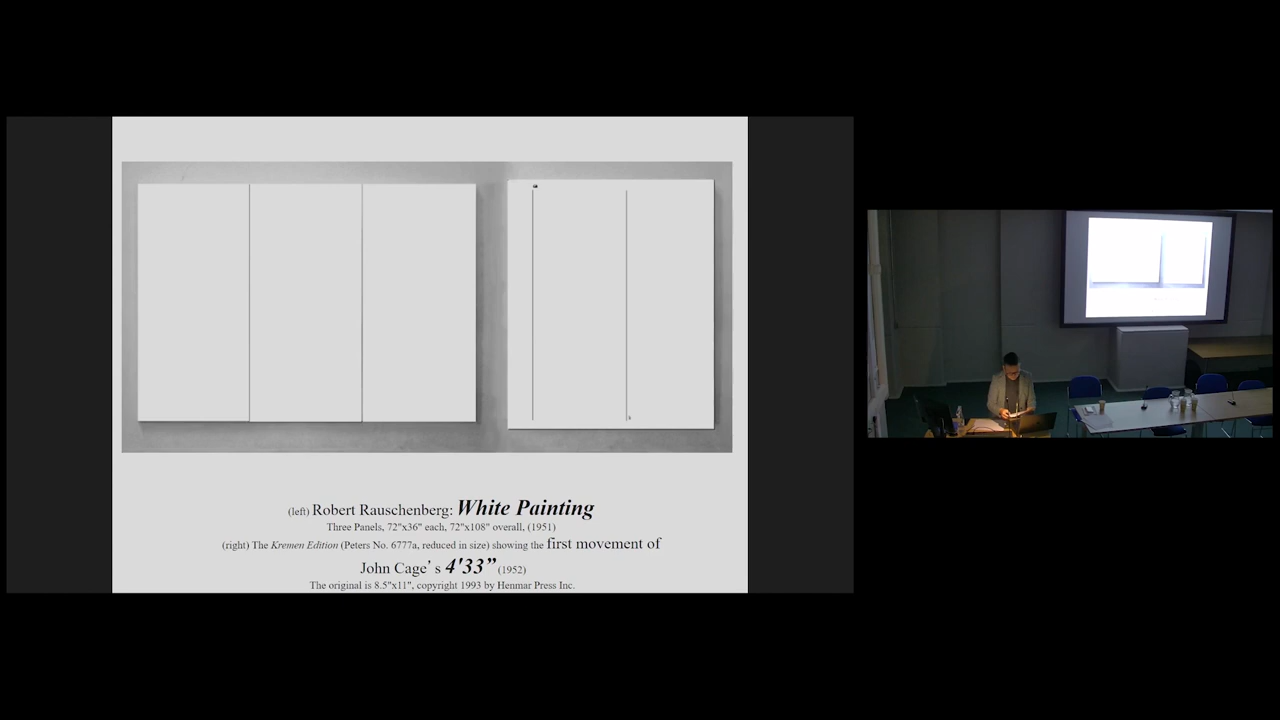 (left) Robert Rauschenberg: White Painting
Three Panels, 72"x36" each, 72"x108" overall, (1951)
(right) The Kremen Edition (Peters No. 6777a, reduced in size) showing the first movement of
John Cage's 4'33” (1952)
The original is 8.5"x11", copyright 1993 by Henmar Press Inc.